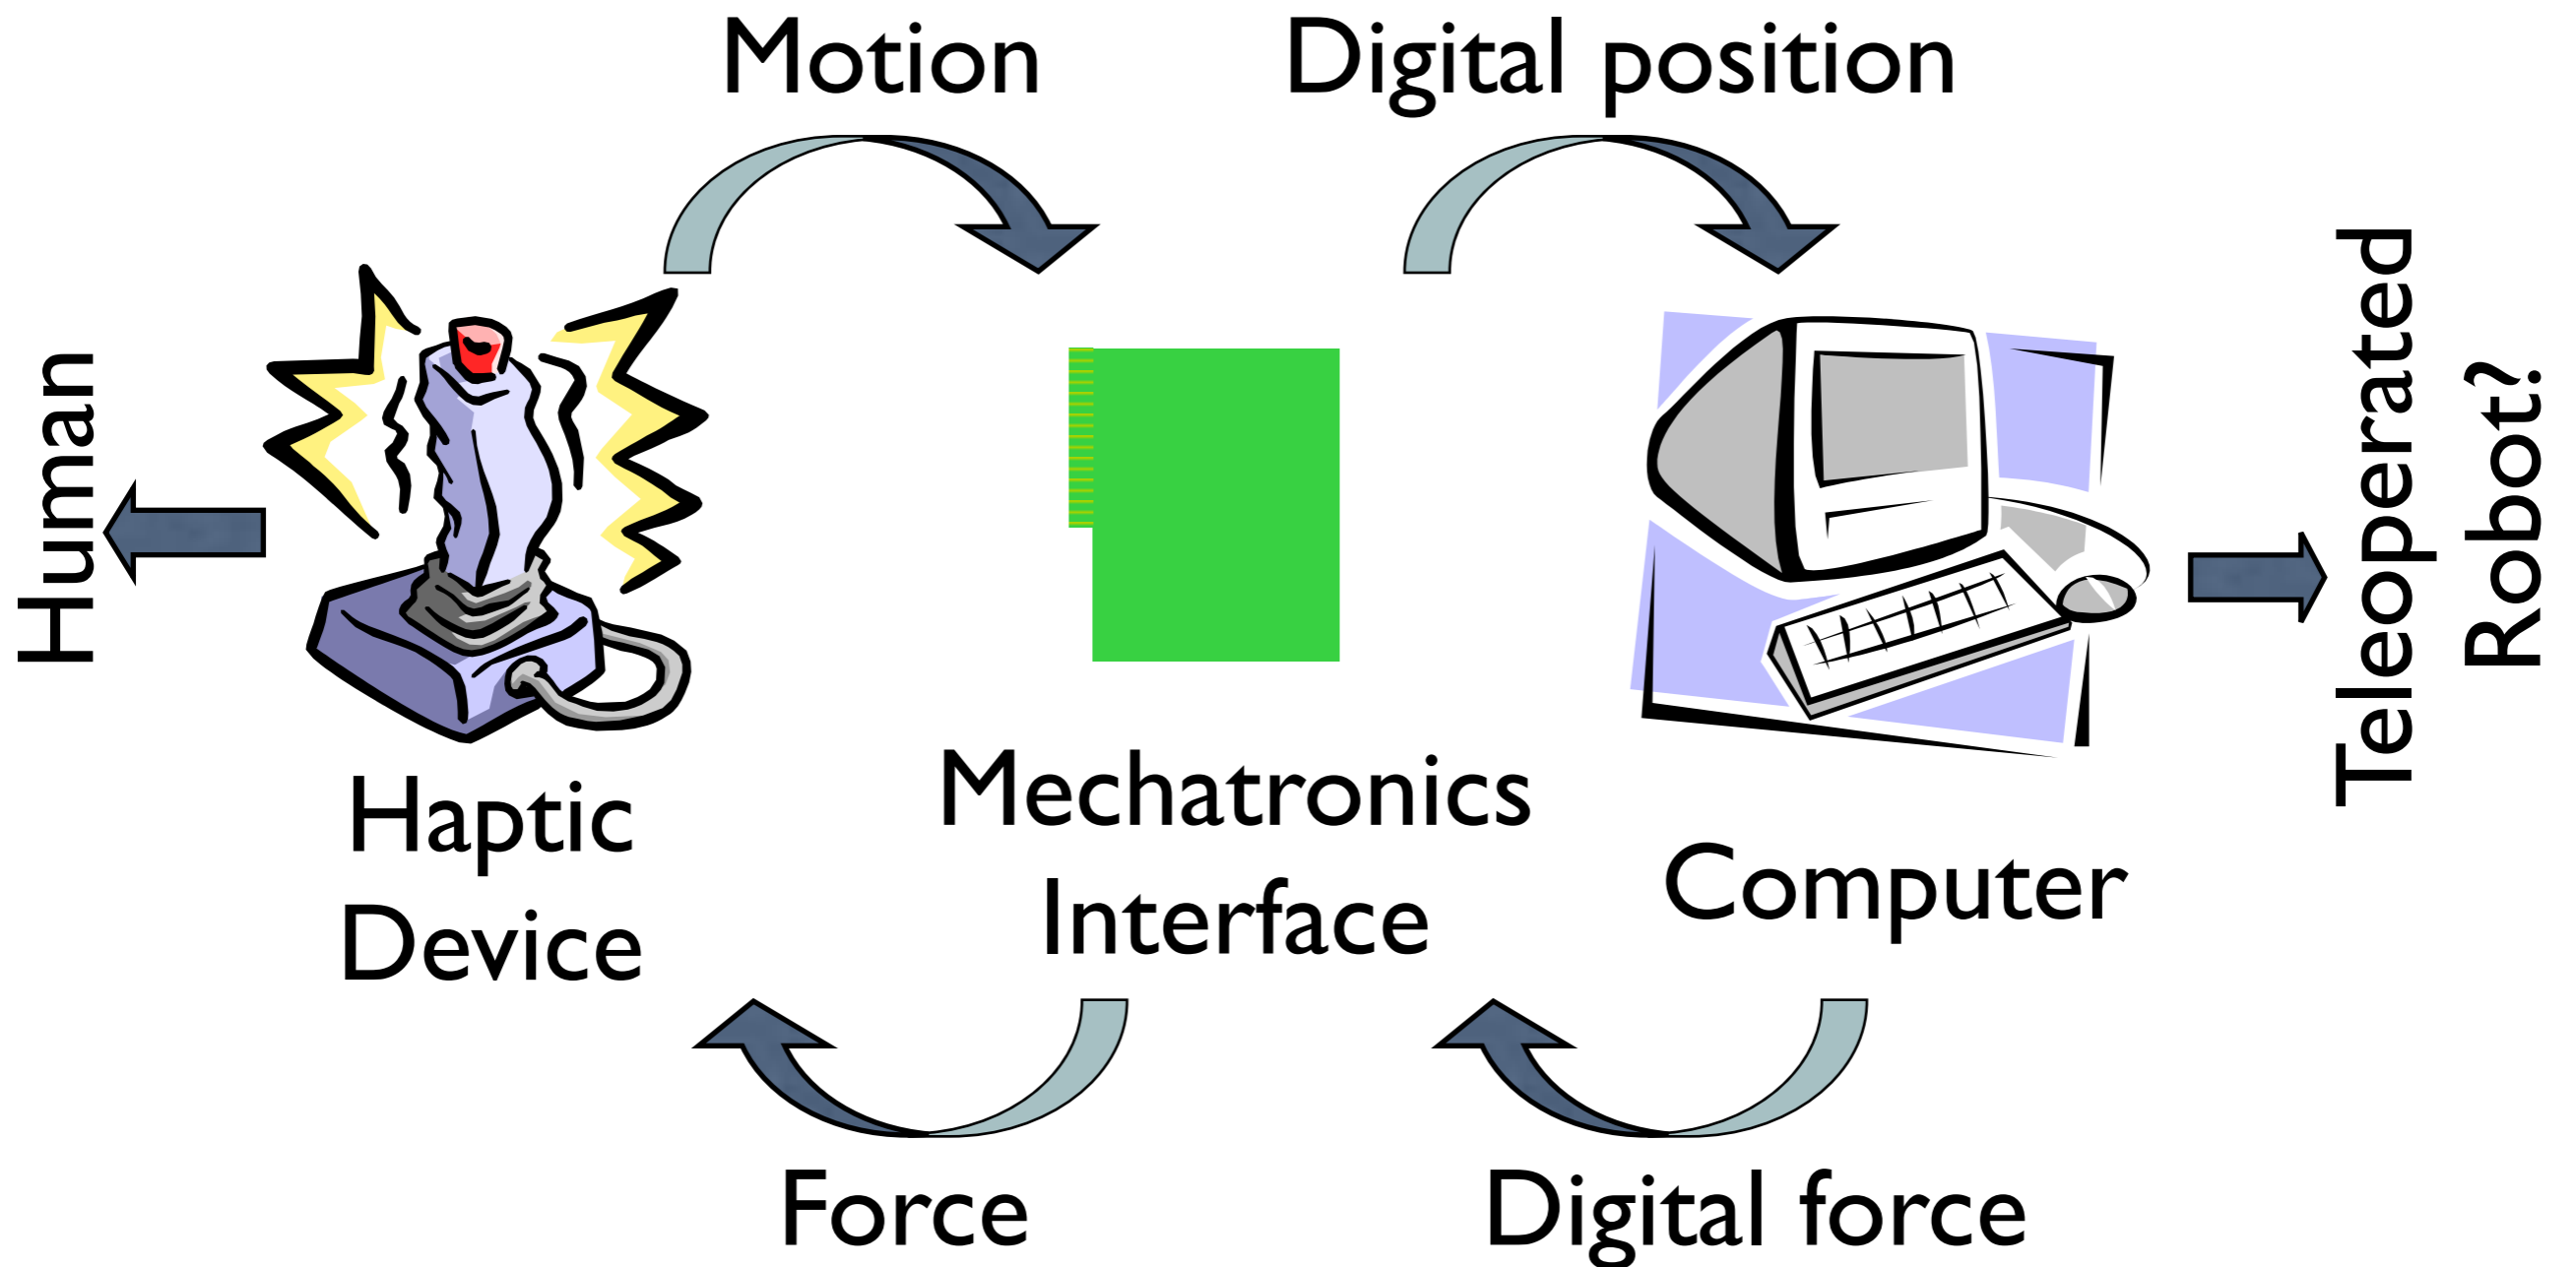 Motion
Digital position
Human
Teleoperated
Robot?
Haptic
Device
Mechatronics
Interface
Computer
Force
Digital force